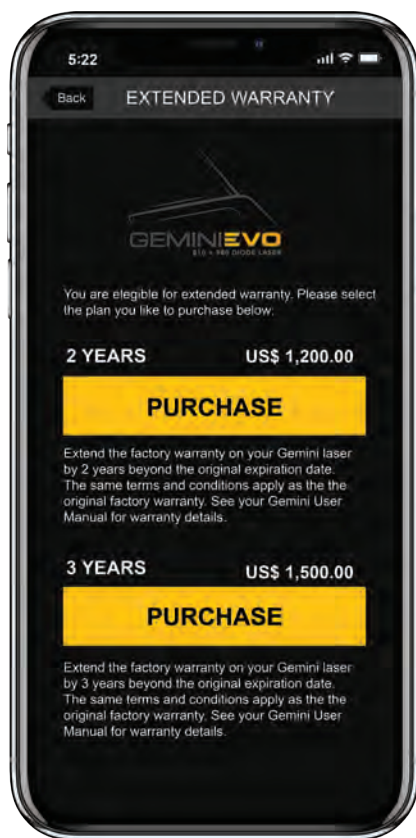 5:22
Back
EXTENDED WARRANTY
GEMINIEVO
810 + 980 DIODE LASER
You are elegible for extended warranty. Please select
the plan you like to purchase below:
2 YEARS US$ 1,200.00
PURCHASE
Extend the factory warranty on your Gemini laser
by 2 years beyond the original expiration date.
The same terms and conditions apply as the the
original factory warranty. See your Gemini User
Manual for warranty details.
3 YEARS US$ 1,500.00
PURCHASE
Extend the factory warranty on your Gemini laser
by 3 years beyond the original expiration date.
The same terms and conditions apply as the the
original factory warranty. See your Gemini User
Manual for warranty details.